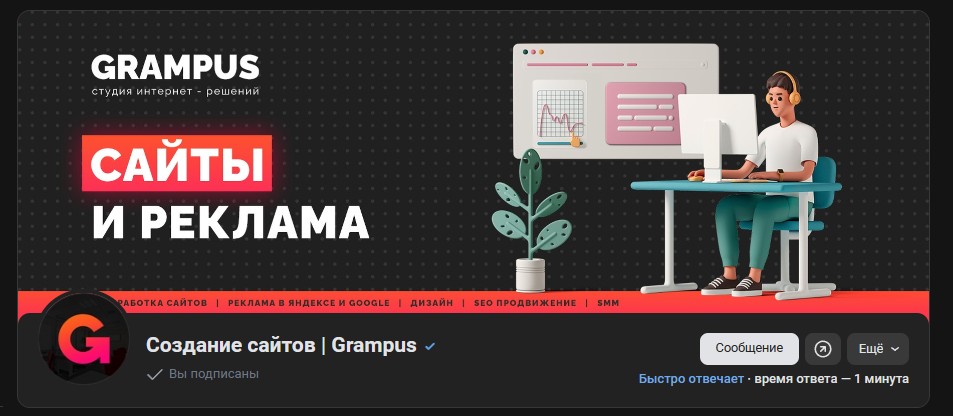 GRAMPUS
студия интернет - решений
САЙТЫ
И РЕКЛАМА
РАБОТКА САЙТОВ | РЕКЛАМА В ЯНДЕКСЕ И GOOGLE | ДИЗАЙН | SEO ПРОДВИЖЕНИЕ | SMM
G
Создание сайтов | Grampus
Вы подписаны
Сообщение
Ещё
Быстро отвечает · время ответа — 1 минута